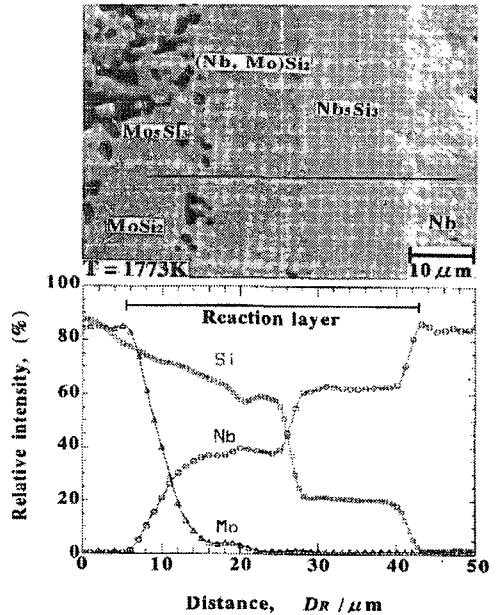 (Nb, Mo)Si₂
Nb₅Si₃
Mo₅Si₃
MoSi₂
Nb
T = 1773K
10 μm
Relative intensity, (%)
100
80
60
40
20
0
Reaction layer
Si
Nb
Mo
0 10 20 30 40 50
Distance, DR /μm